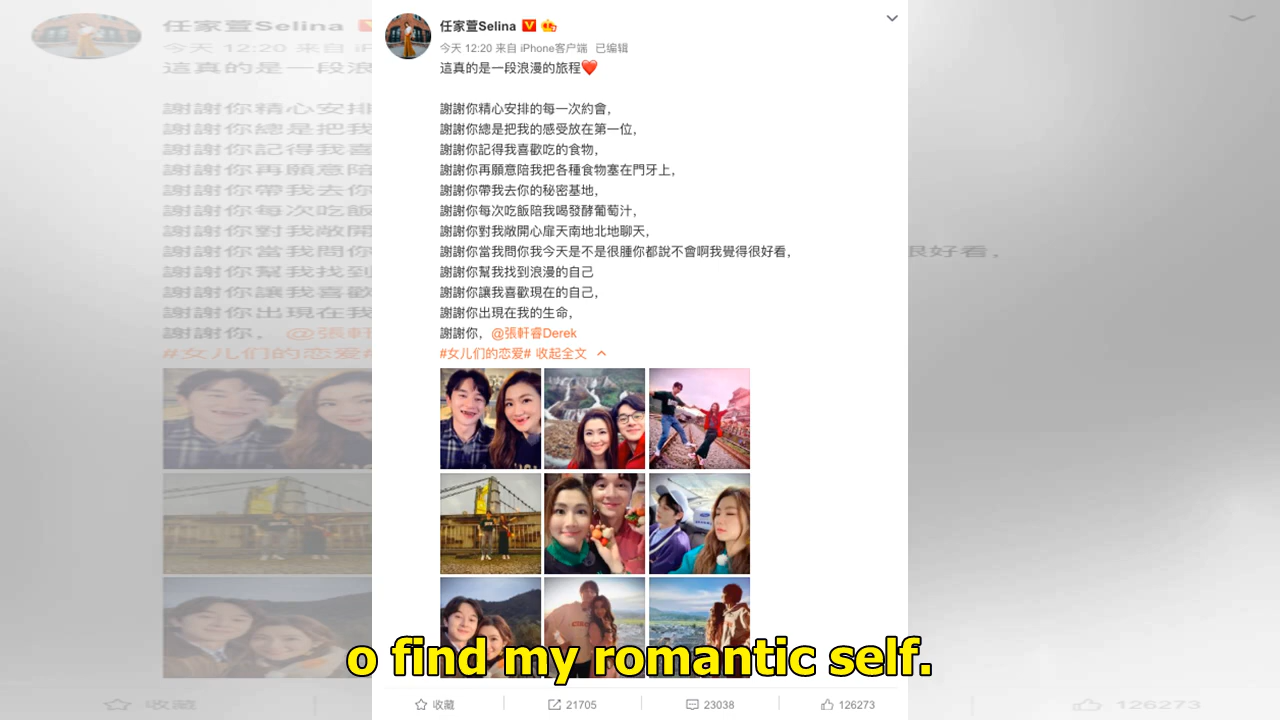 任家萱Selina
今天 12:20 来自 iPhone客户端 已编辑
這真的是一段浪漫的旅程❤️
謝謝你精心安排的每一次約會，
謝謝你總是把我的感受放在第一位，
謝謝你記得我喜歡吃的食物，
謝謝你再願意陪我把各種食物塞在門牙上，
謝謝你帶我去你的秘密基地，
謝謝你每次吃飯陪我喝發酵葡萄汁，
謝謝你對我敞開心扉天南地北地聊天，
謝謝你當我問你我今天是不是很腫你都說不會啊我覺得很好看，
謝謝你幫我找到浪漫的自己
謝謝你讓我喜歡現在的自己，
謝謝你出現在我的生命，
謝謝你，@張軒睿Derek
#女儿们的恋爱# 收起全文
o find my romantic self.
收藏 21705 23038 126273